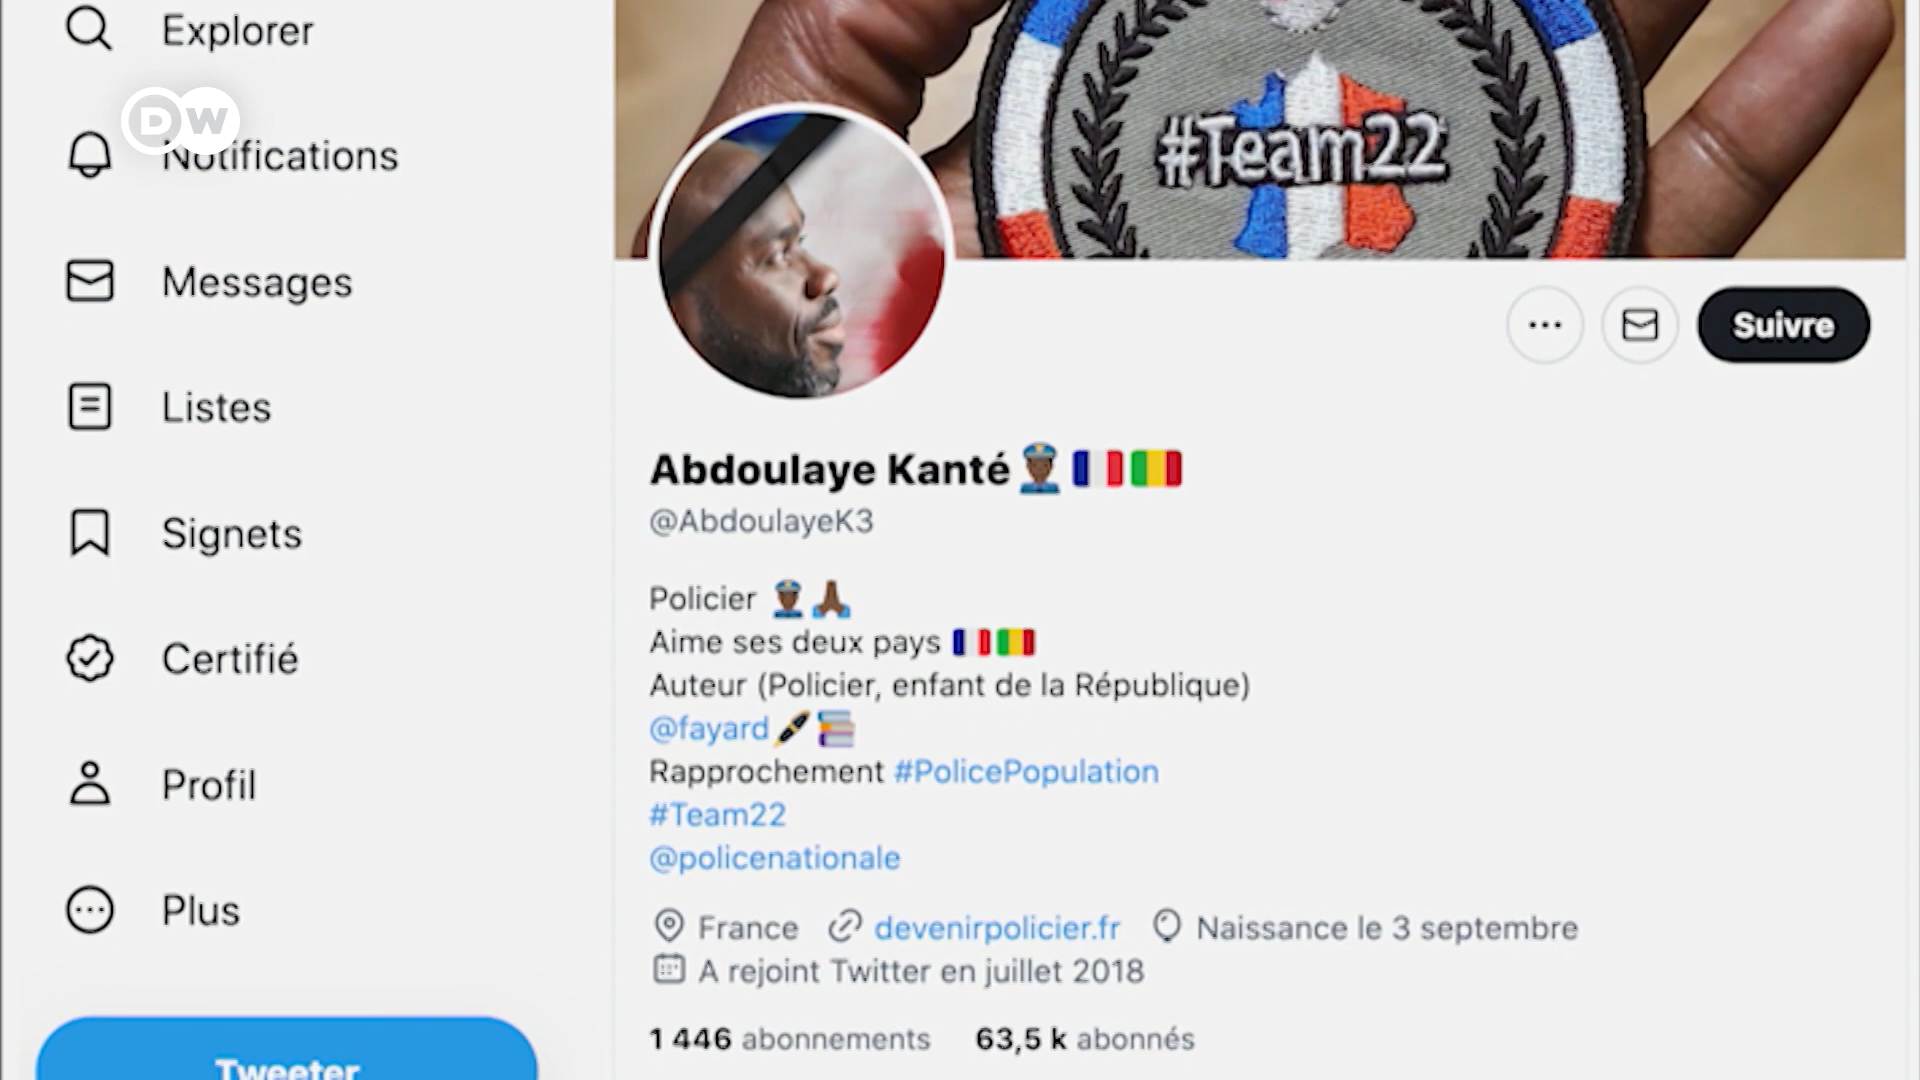 Explorer
DW
Notifications
Messages
Listes
Signets
Certifié
Profil
Plus
Tweeter
#Team22
Suivre
Abdoulaye Kanté
@AbdoulayeK3
Policier
Aime ses deux pays
Auteur (Policier, enfant de la République)
@fayard
Rapprochement #PolicePopulation
#Team22
@policenationale
France devenirpolicier.fr Naissance le 3 septembre
A rejoint Twitter en juillet 2018
1 446 abonnements 63,5 k abonnés